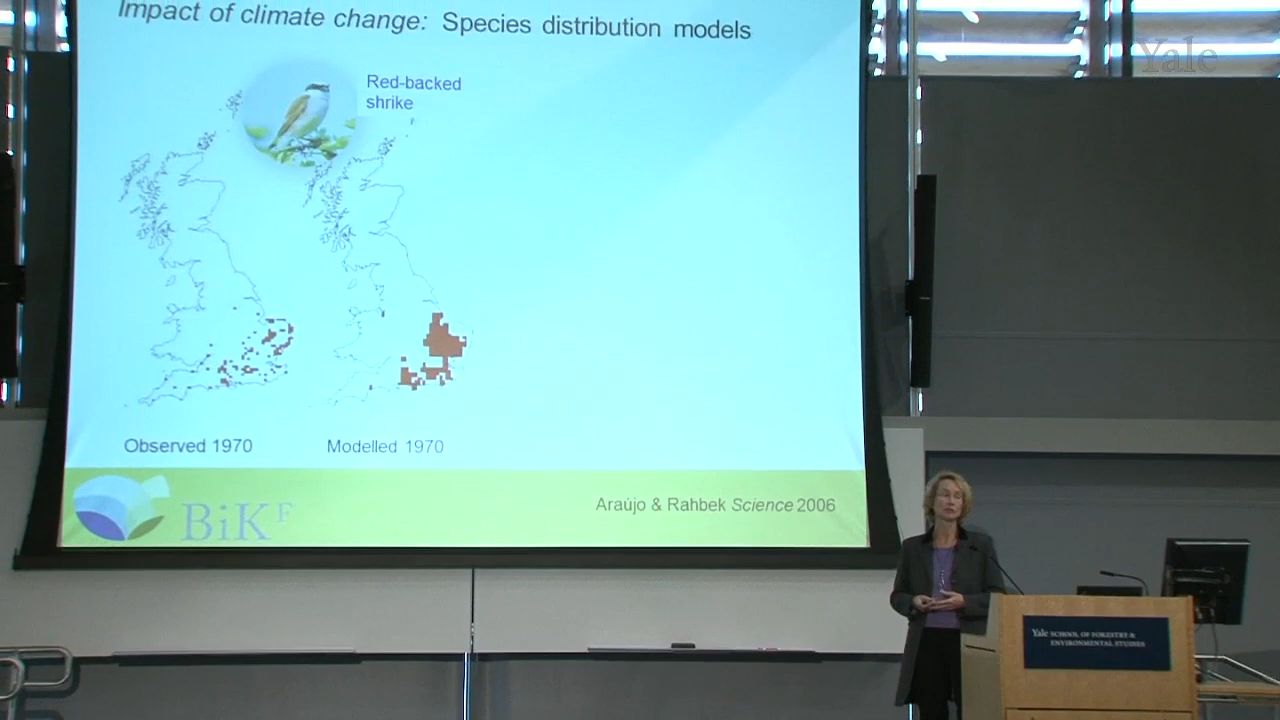 Impact of climate change: Species distribution models
Yale
Red-backed
shrike
Observed 1970
Modelled 1970
BiK F
Araújo & Rahbek Science 2006
Yale SCHOOL OF FORESTRY &
ENVIRONMENTAL STUDIES